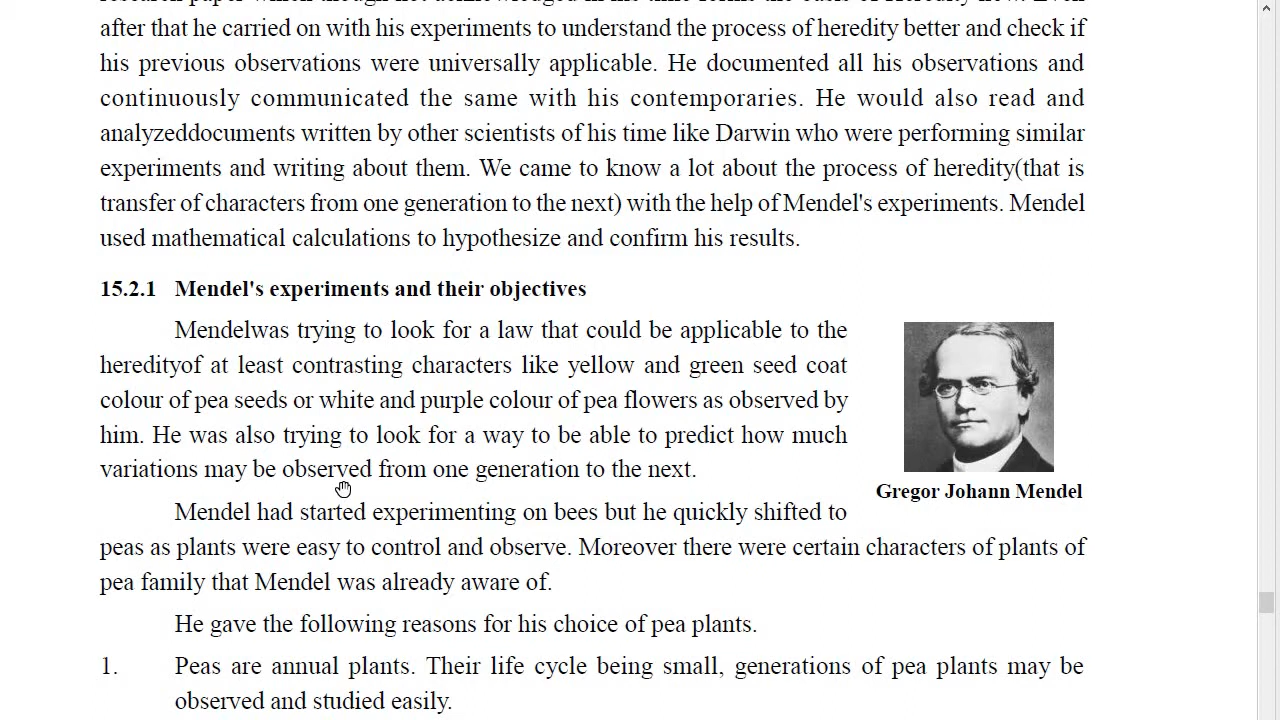 after that he carried on with his experiments to understand the process of heredity better and check if
his previous observations were universally applicable. He documented all his observations and
continuously communicated the same with his contemporaries. He would also read and
analyzeddocuments written by other scientists of his time like Darwin who were performing similar
experiments and writing about them. We came to know a lot about the process of heredity(that is
transfer of characters from one generation to the next) with the help of Mendel's experiments. Mendel
used mathematical calculations to hypothesize and confirm his results.
15.2.1 Mendel's experiments and their objectives
Mendelwas trying to look for a law that could be applicable to the
heredityof at least contrasting characters like yellow and green seed coat
colour of pea seeds or white and purple colour of pea flowers as observed by
him. He was also trying to look for a way to be able to predict how much
variations may be observed from one generation to the next.
Gregor Johann Mendel
Mendel had started experimenting on bees but he quickly shifted to
peas as plants were easy to control and observe. Moreover there were certain characters of plants of
pea family that Mendel was already aware of.
He gave the following reasons for his choice of pea plants.
1. Peas are annual plants. Their life cycle being small, generations of pea plants may be
observed and studied easily.